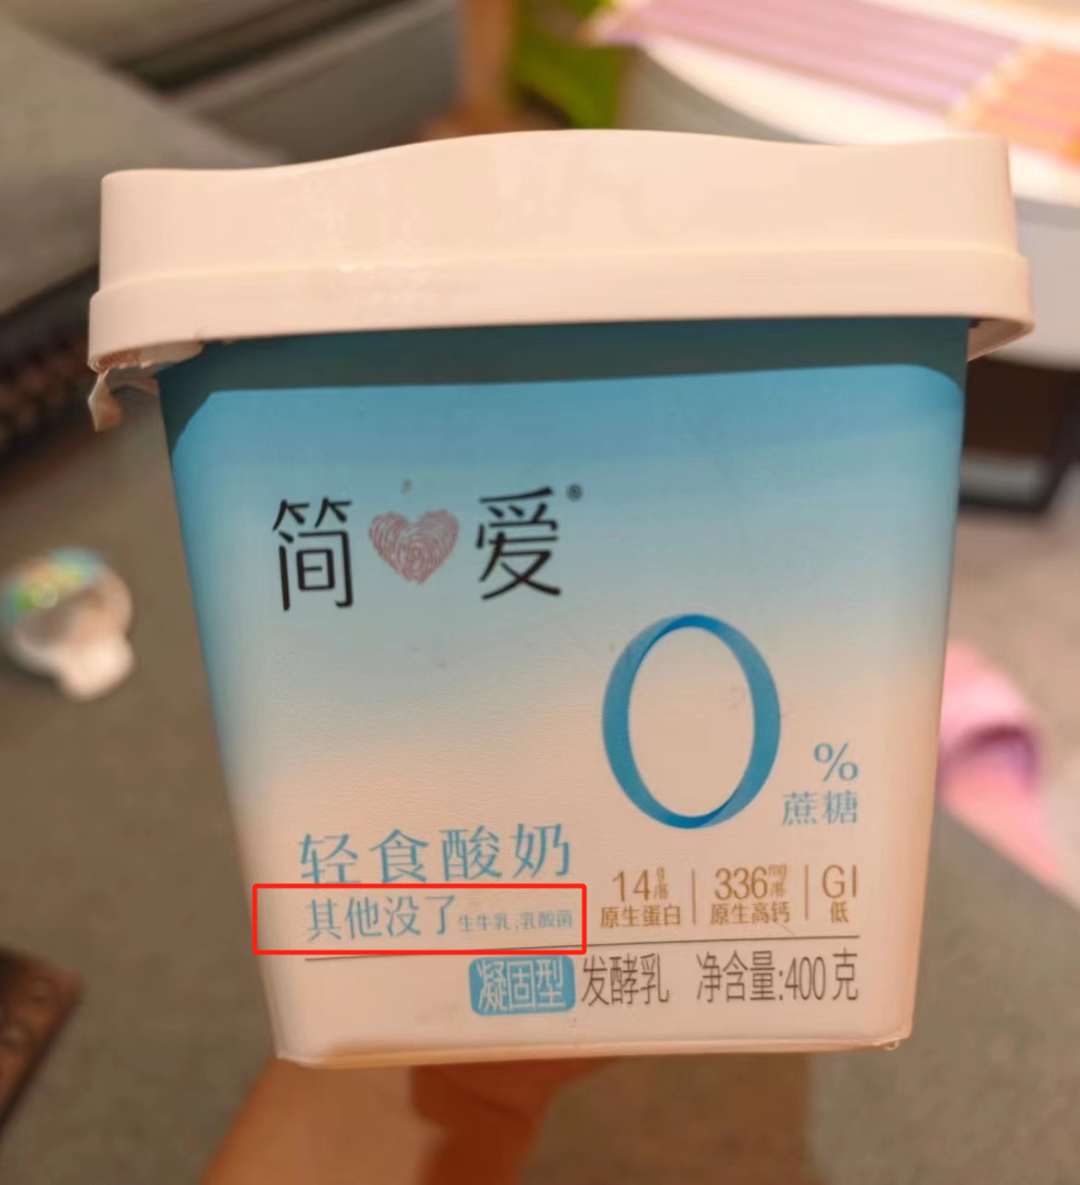 简爱®
0%
蔗糖
轻食酸奶
其他没了 生牛乳,乳酸菌
14g/瓶 336mg/瓶 GI
原生蛋白 原生高钙 低
凝固型 发酵乳 净含量:400克